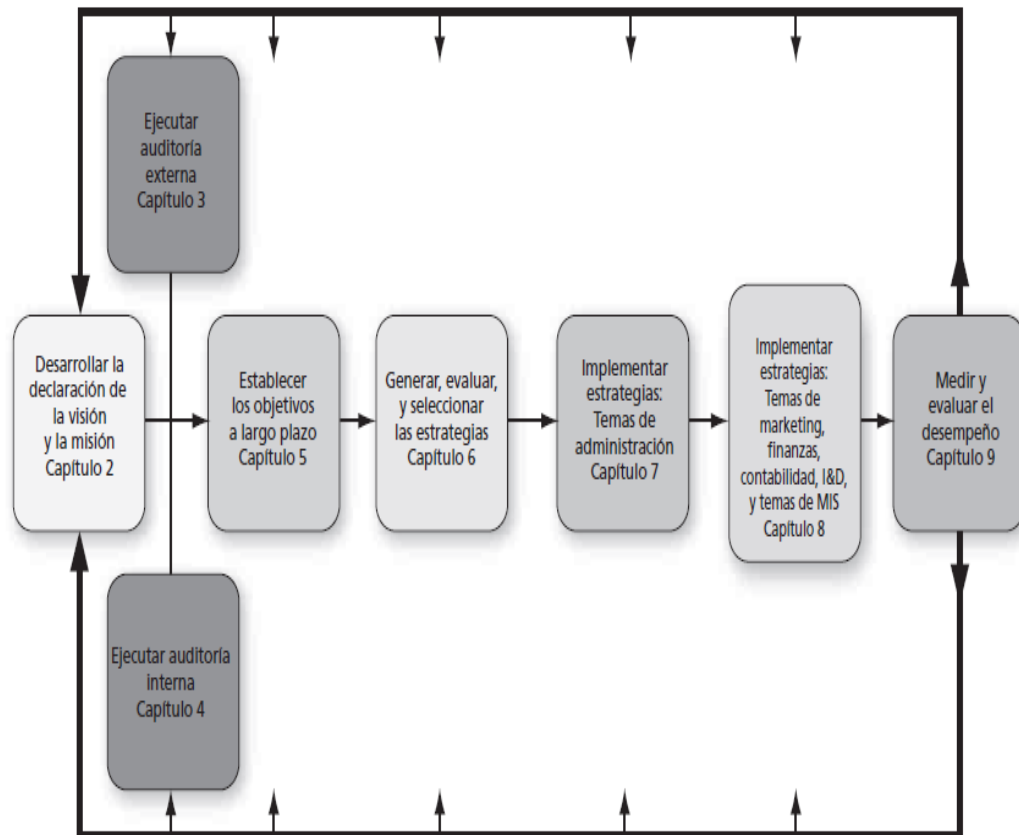 Ejecutar
auditoría
externa
Capítulo 3
Desarrollar la
declaración de
la visión
y la misión
Capítulo 2
Establecer
los objetivos
a largo plazo
Capítulo 5
Generar, evaluar,
y seleccionar
las estrategias
Capítulo 6
Implementar
estrategias:
Temas de
administración
Capítulo 7
Implementar
estrategias:
Temas de
marketing,
finanzas,
contabilidad, I&D,
y temas de MIS
Capítulo 8
Medir y
evaluar el
desempeño
Capítulo 9
Ejecutar auditoría
interna
Capítulo 4